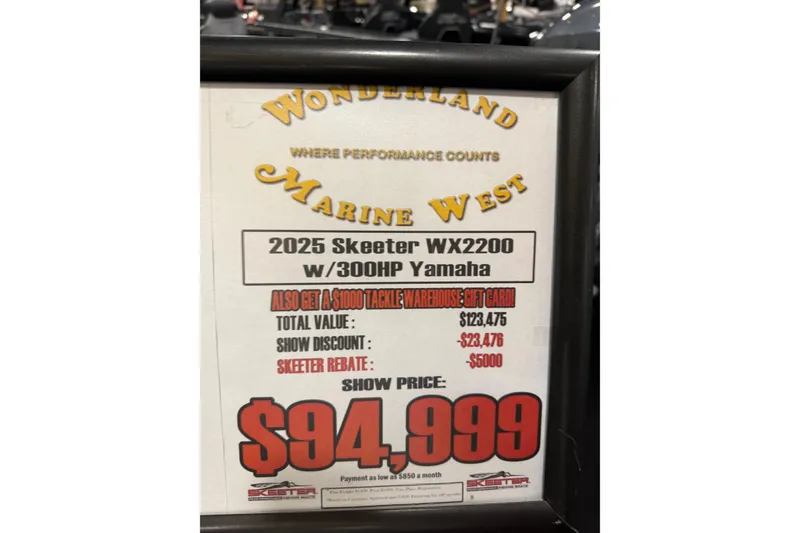 WONDERLAND
WHERE PERFORMANCE COUNTS
MARINE WEST
2025 Skeeter WX2200
w/300HP Yamaha
ALSO GET A $1000 TACKLE WAREHOUSE GIFT CARD!
TOTAL VALUE : $123,475
SHOW DISCOUNT : -$23,476
SKEETER REBATE : -$5000
SHOW PRICE:
$94,999
Payment as low as $850 a month
SKEETER
SKEETER